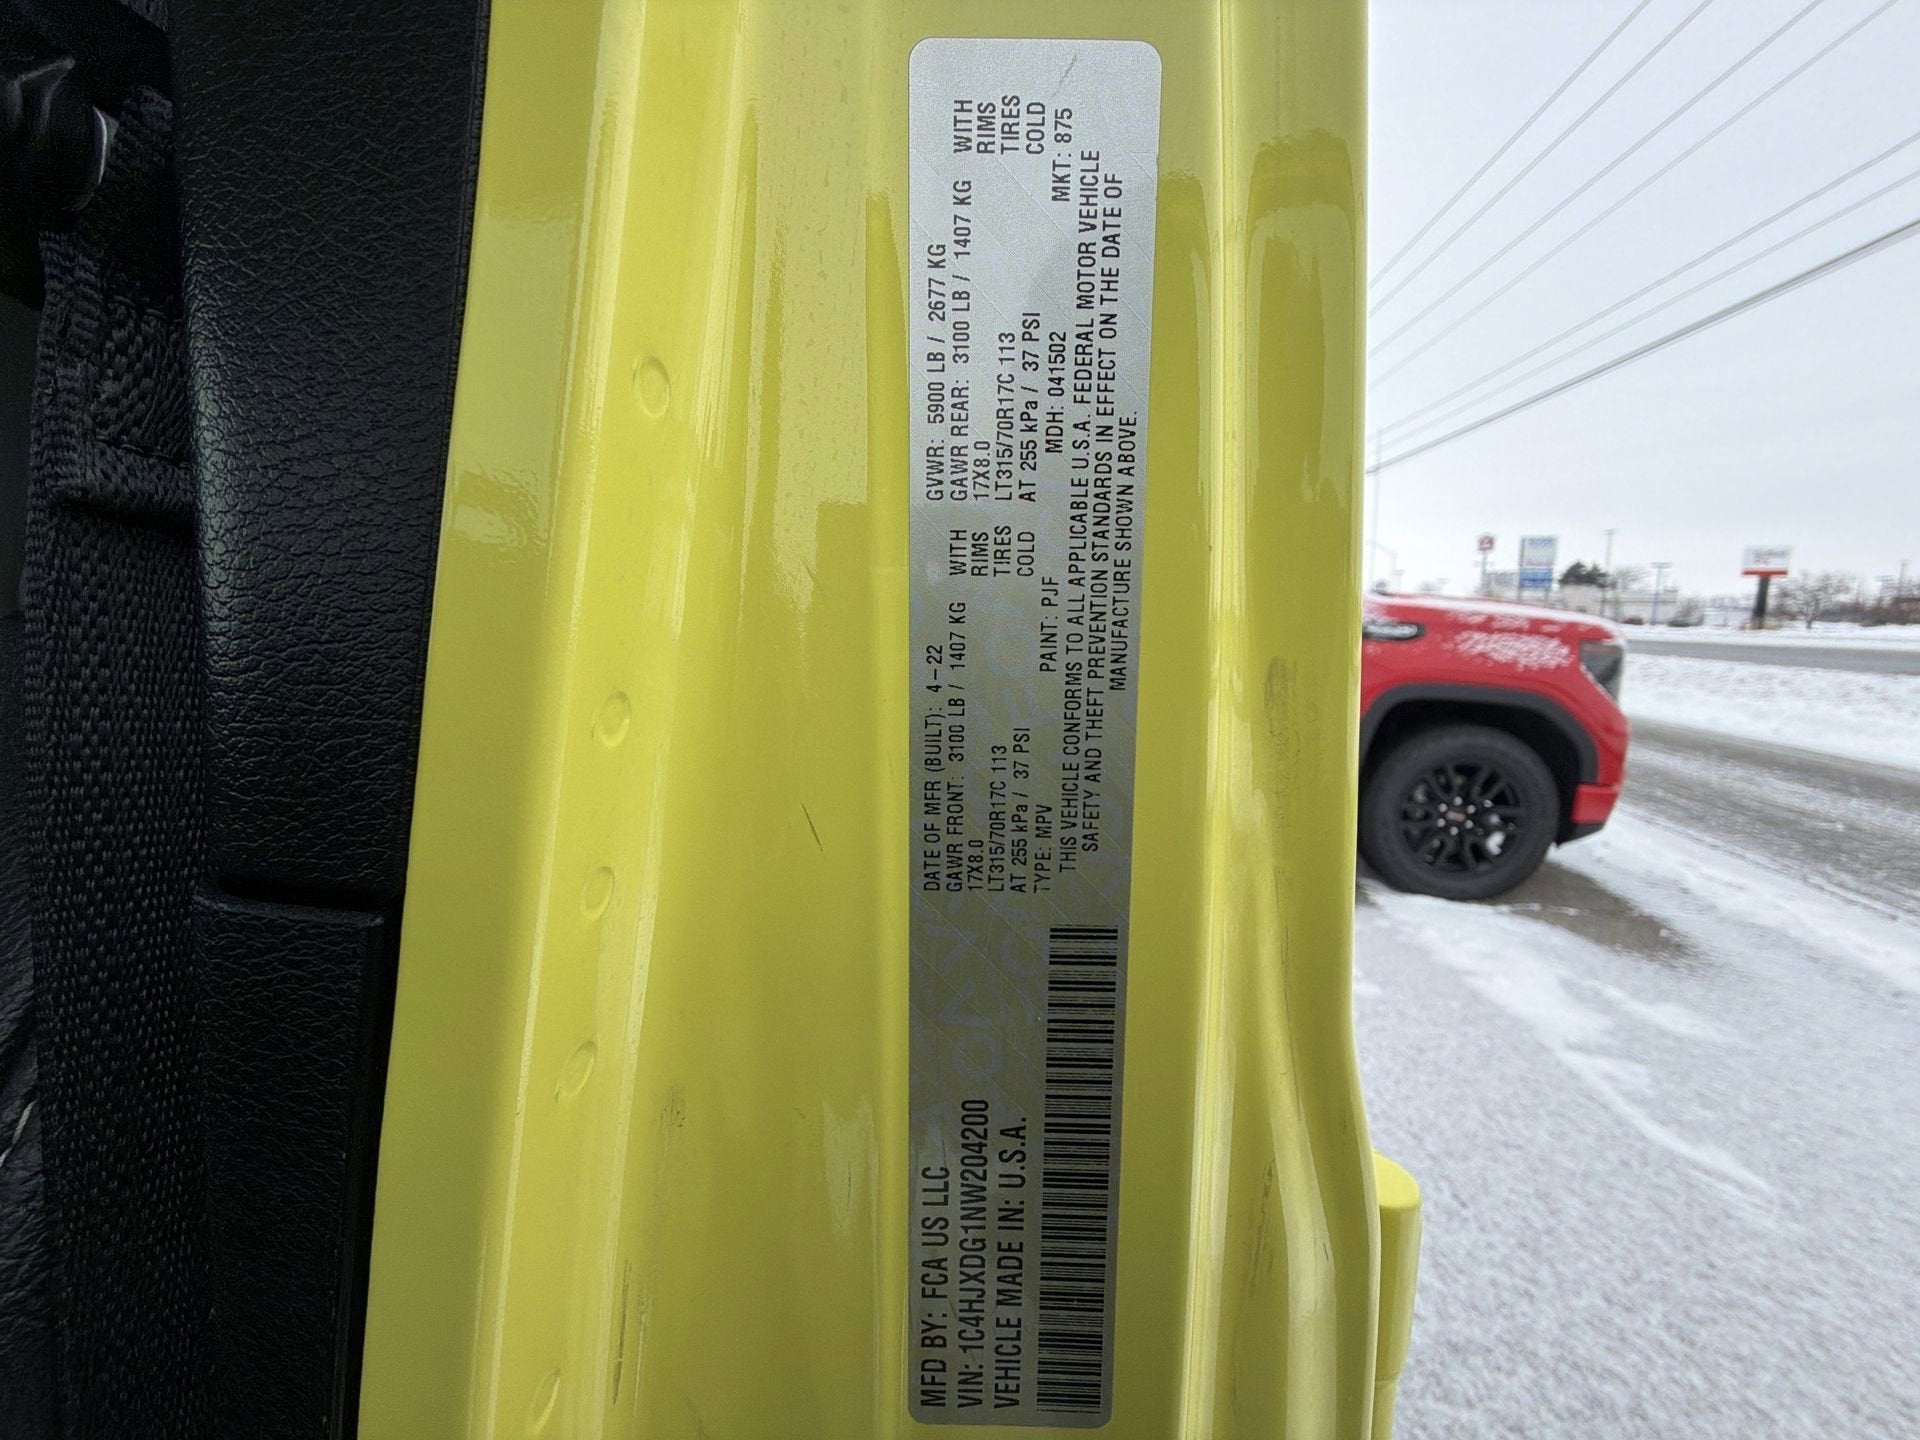 MFD BY: FCA US LLC
VIN: 1C4HJXDG1NW204200
VEHICLE MADE IN: U.S.A.
DATE OF MFR (BUILT): 4-22
GAWR FRONT: 3100 LB / 1407 KG WITH
17X8.0 RIMS
LT315/70R17C 113 TIRES
AT 255 kPa / 37 PSI COLD
GVWR: 5900 LB / 2677 KG
GAWR REAR: 3100 LB / 1407 KG WITH
17X8.0 RIMS
LT315/70R17C 113 TIRES
AT 255 kPa / 37 PSI COLD
TYPE: MPV PAINT: PJF MDH: 041502 MKT: 875
THIS VEHICLE CONFORMS TO ALL APPLICABLE U.S.A. FEDERAL MOTOR VEHICLE
SAFETY AND THEFT PREVENTION STANDARDS IN EFFECT ON THE DATE OF
MANUFACTURE SHOWN ABOVE.